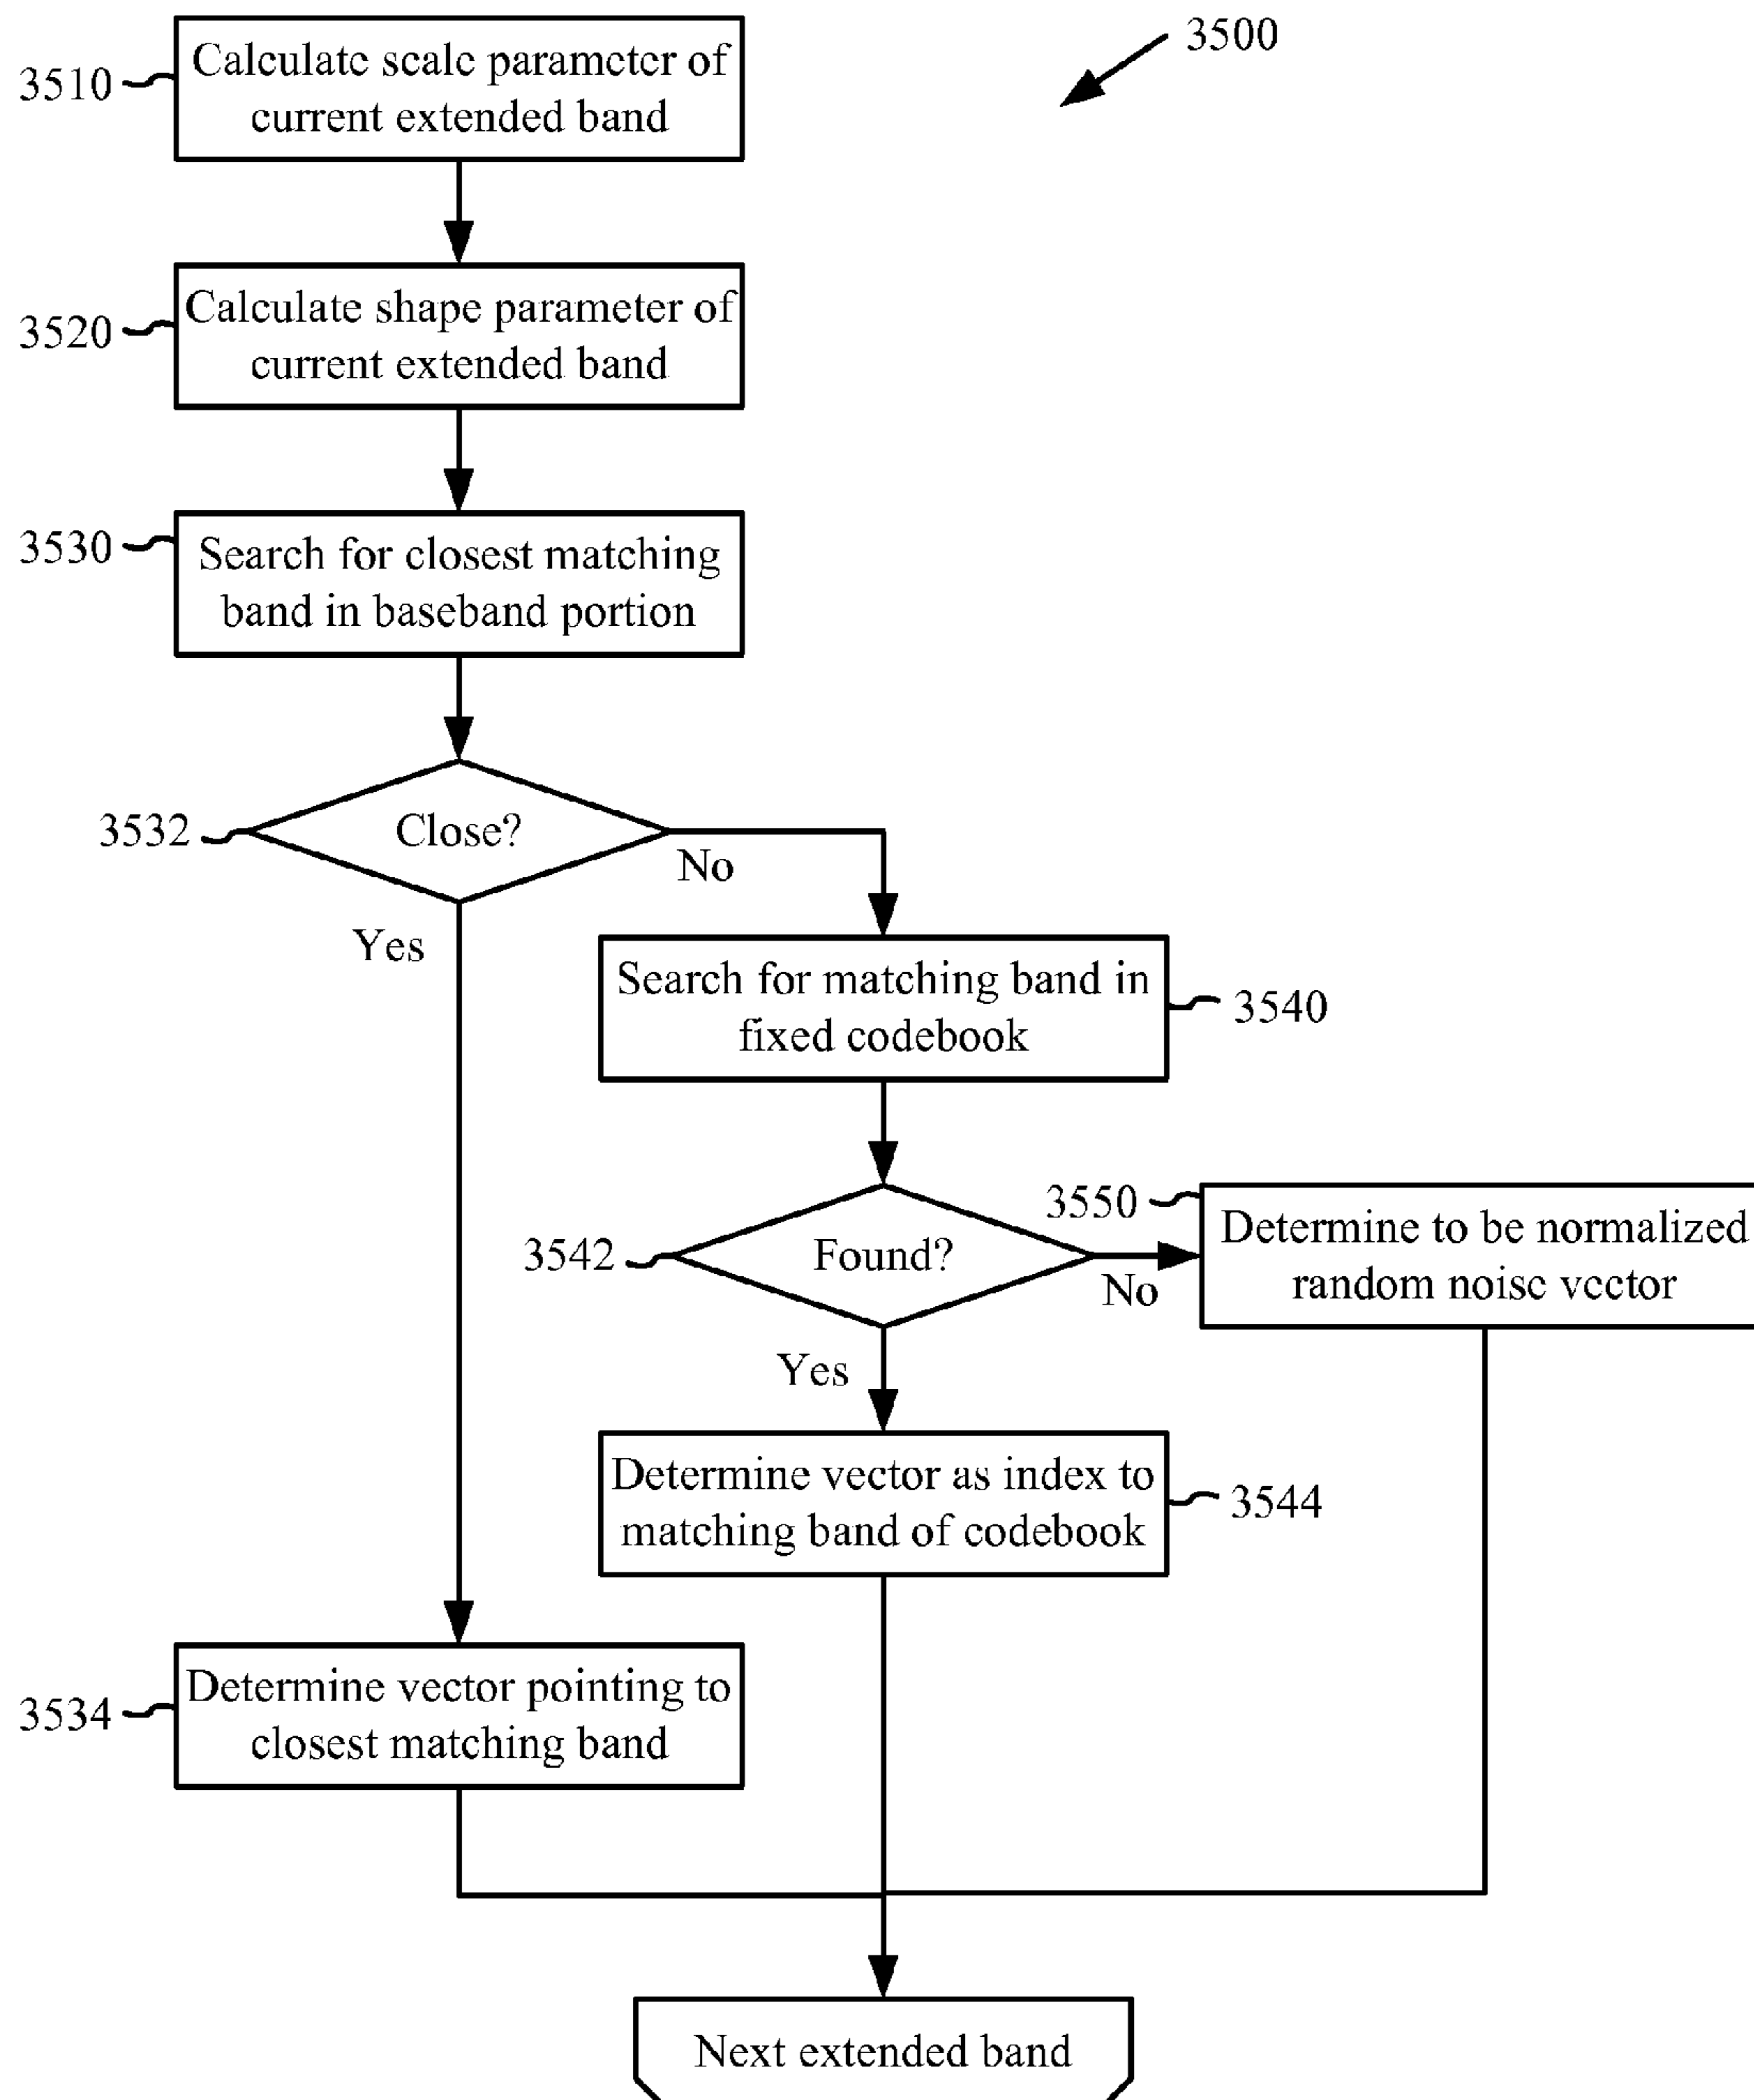 3500
3510
Calculate scale parameter of
current extended band
3520
Calculate shape parameter of
current extended band
3530
Search for closest matching
band in baseband portion
3532
Close?
No
Yes
Search for matching band in
fixed codebook
3540
3542
Found?
No
Yes
3550
Determine to be normalized
random noise vector
Determine vector as index to
matching band of codebook
3544
3534
Determine vector pointing to
closest matching band
Next extended band